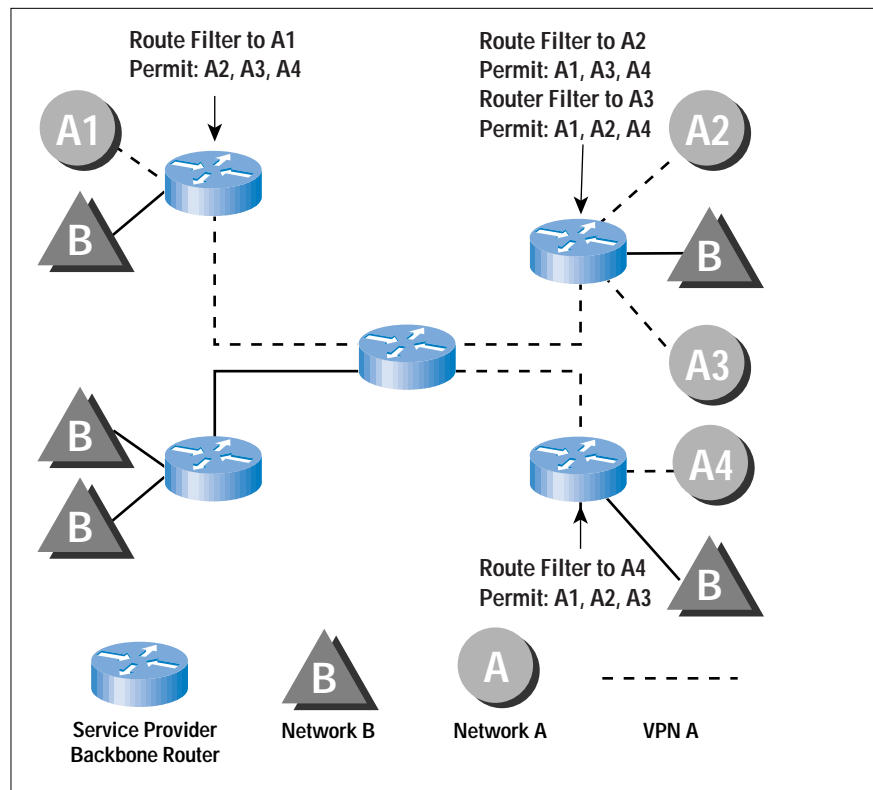 Route Filter to A1
Permit: A2, A3, A4
Route Filter to A2
Permit: A1, A3, A4
Router Filter to A3
Permit: A1, A2, A4
A1
A2
B
B
A3
B
A4
B
Route Filter to A4
Permit: A1, A2, A3
B
B
A
Service Provider
Backbone Router
Network B
Network A
VPN A